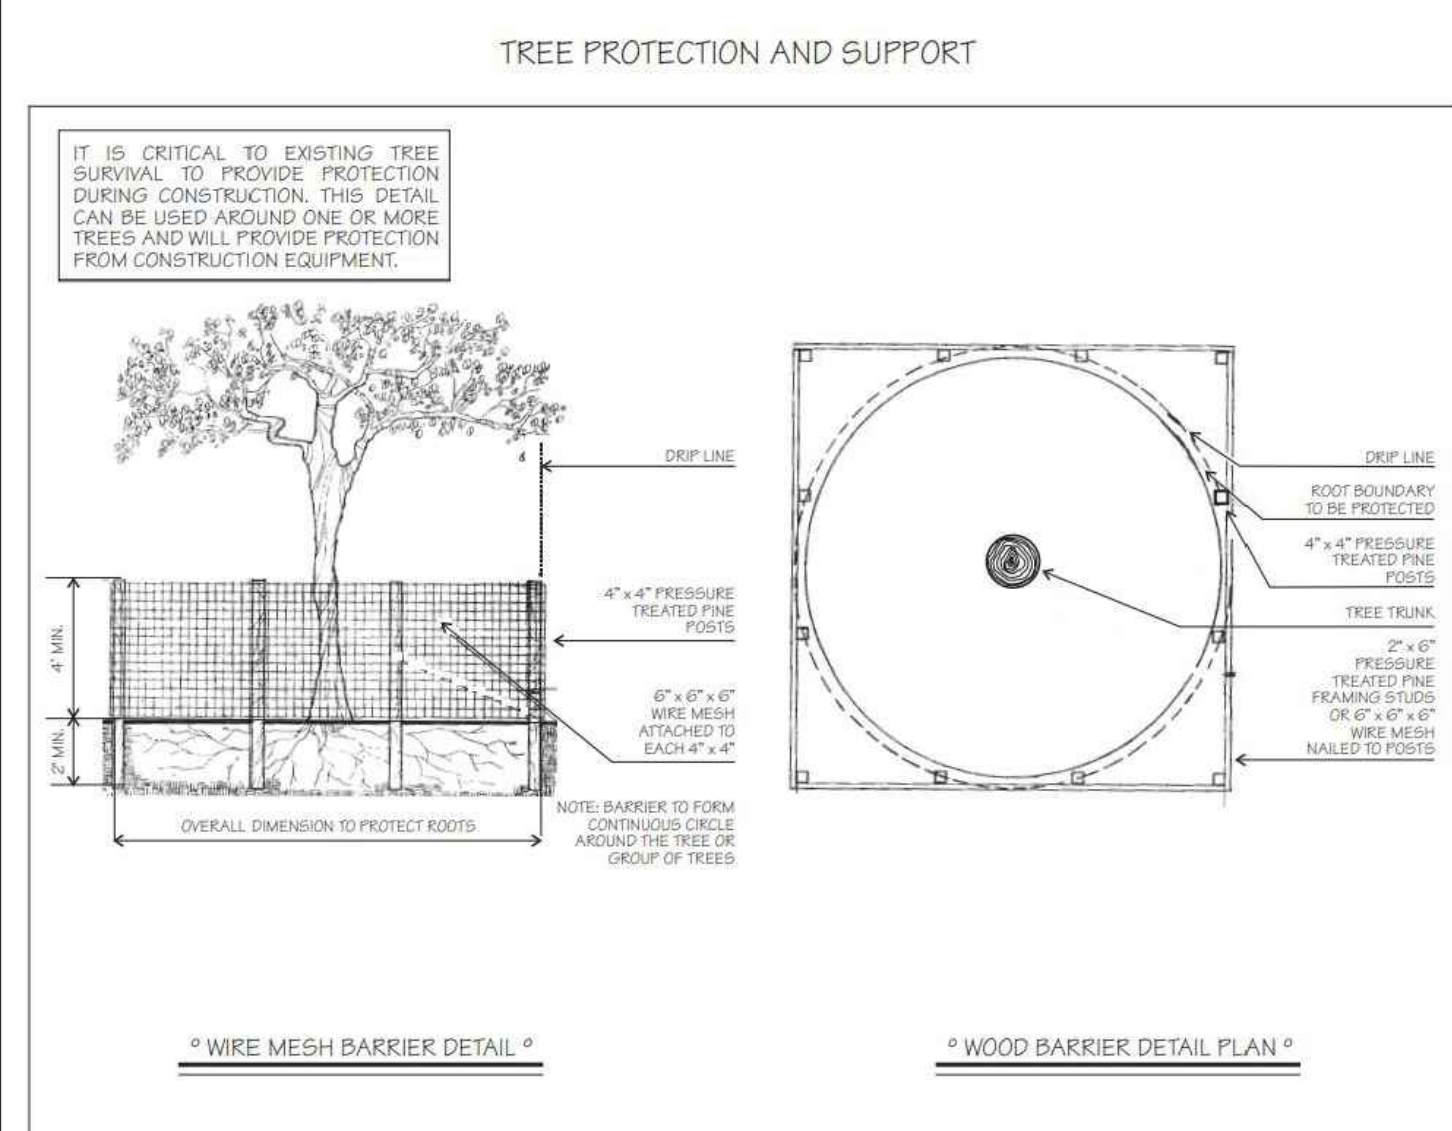 TREE PROTECTION AND SUPPORT
IT IS CRITICAL TO EXISTING TREE
SURVIVAL TO PROVIDE PROTECTION
DURING CONSTRUCTION. THIS DETAIL
CAN BE USED AROUND ONE OR MORE
TREES AND WILL PROVIDE PROTECTION
FROM CONSTRUCTION EQUIPMENT.
DRIP LINE
4" x 4" PRESSURE
TREATED PINE
POSTS
6" x 6" x 6"
WIRE MESH
ATTACHED TO
EACH 4" x 4"
4' MIN.
2' MIN.
OVERALL DIMENSION TO PROTECT ROOTS
NOTE: BARRIER TO FORM
CONTINUOUS CIRCLE
AROUND THE TREE OR
GROUP OF TREES
° WIRE MESH BARRIER DETAIL °
DRIP LINE
ROOT BOUNDARY
TO BE PROTECTED
4" x 4" PRESSURE
TREATED PINE
POSTS
TREE TRUNK
2" x 6"
PRESSURE
TREATED PINE
FRAMING STUDS
OR 6" x 6" x 6"
WIRE MESH
NAILED TO POSTS
° WOOD BARRIER DETAIL PLAN °